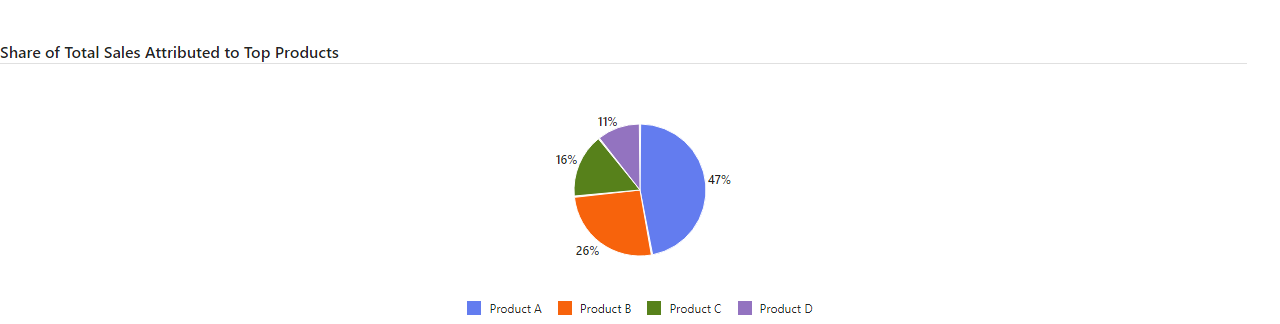 Share of Total Sales Attributed to Top Products
11%
16%
47%
26%
Product A Product B Product C Product D